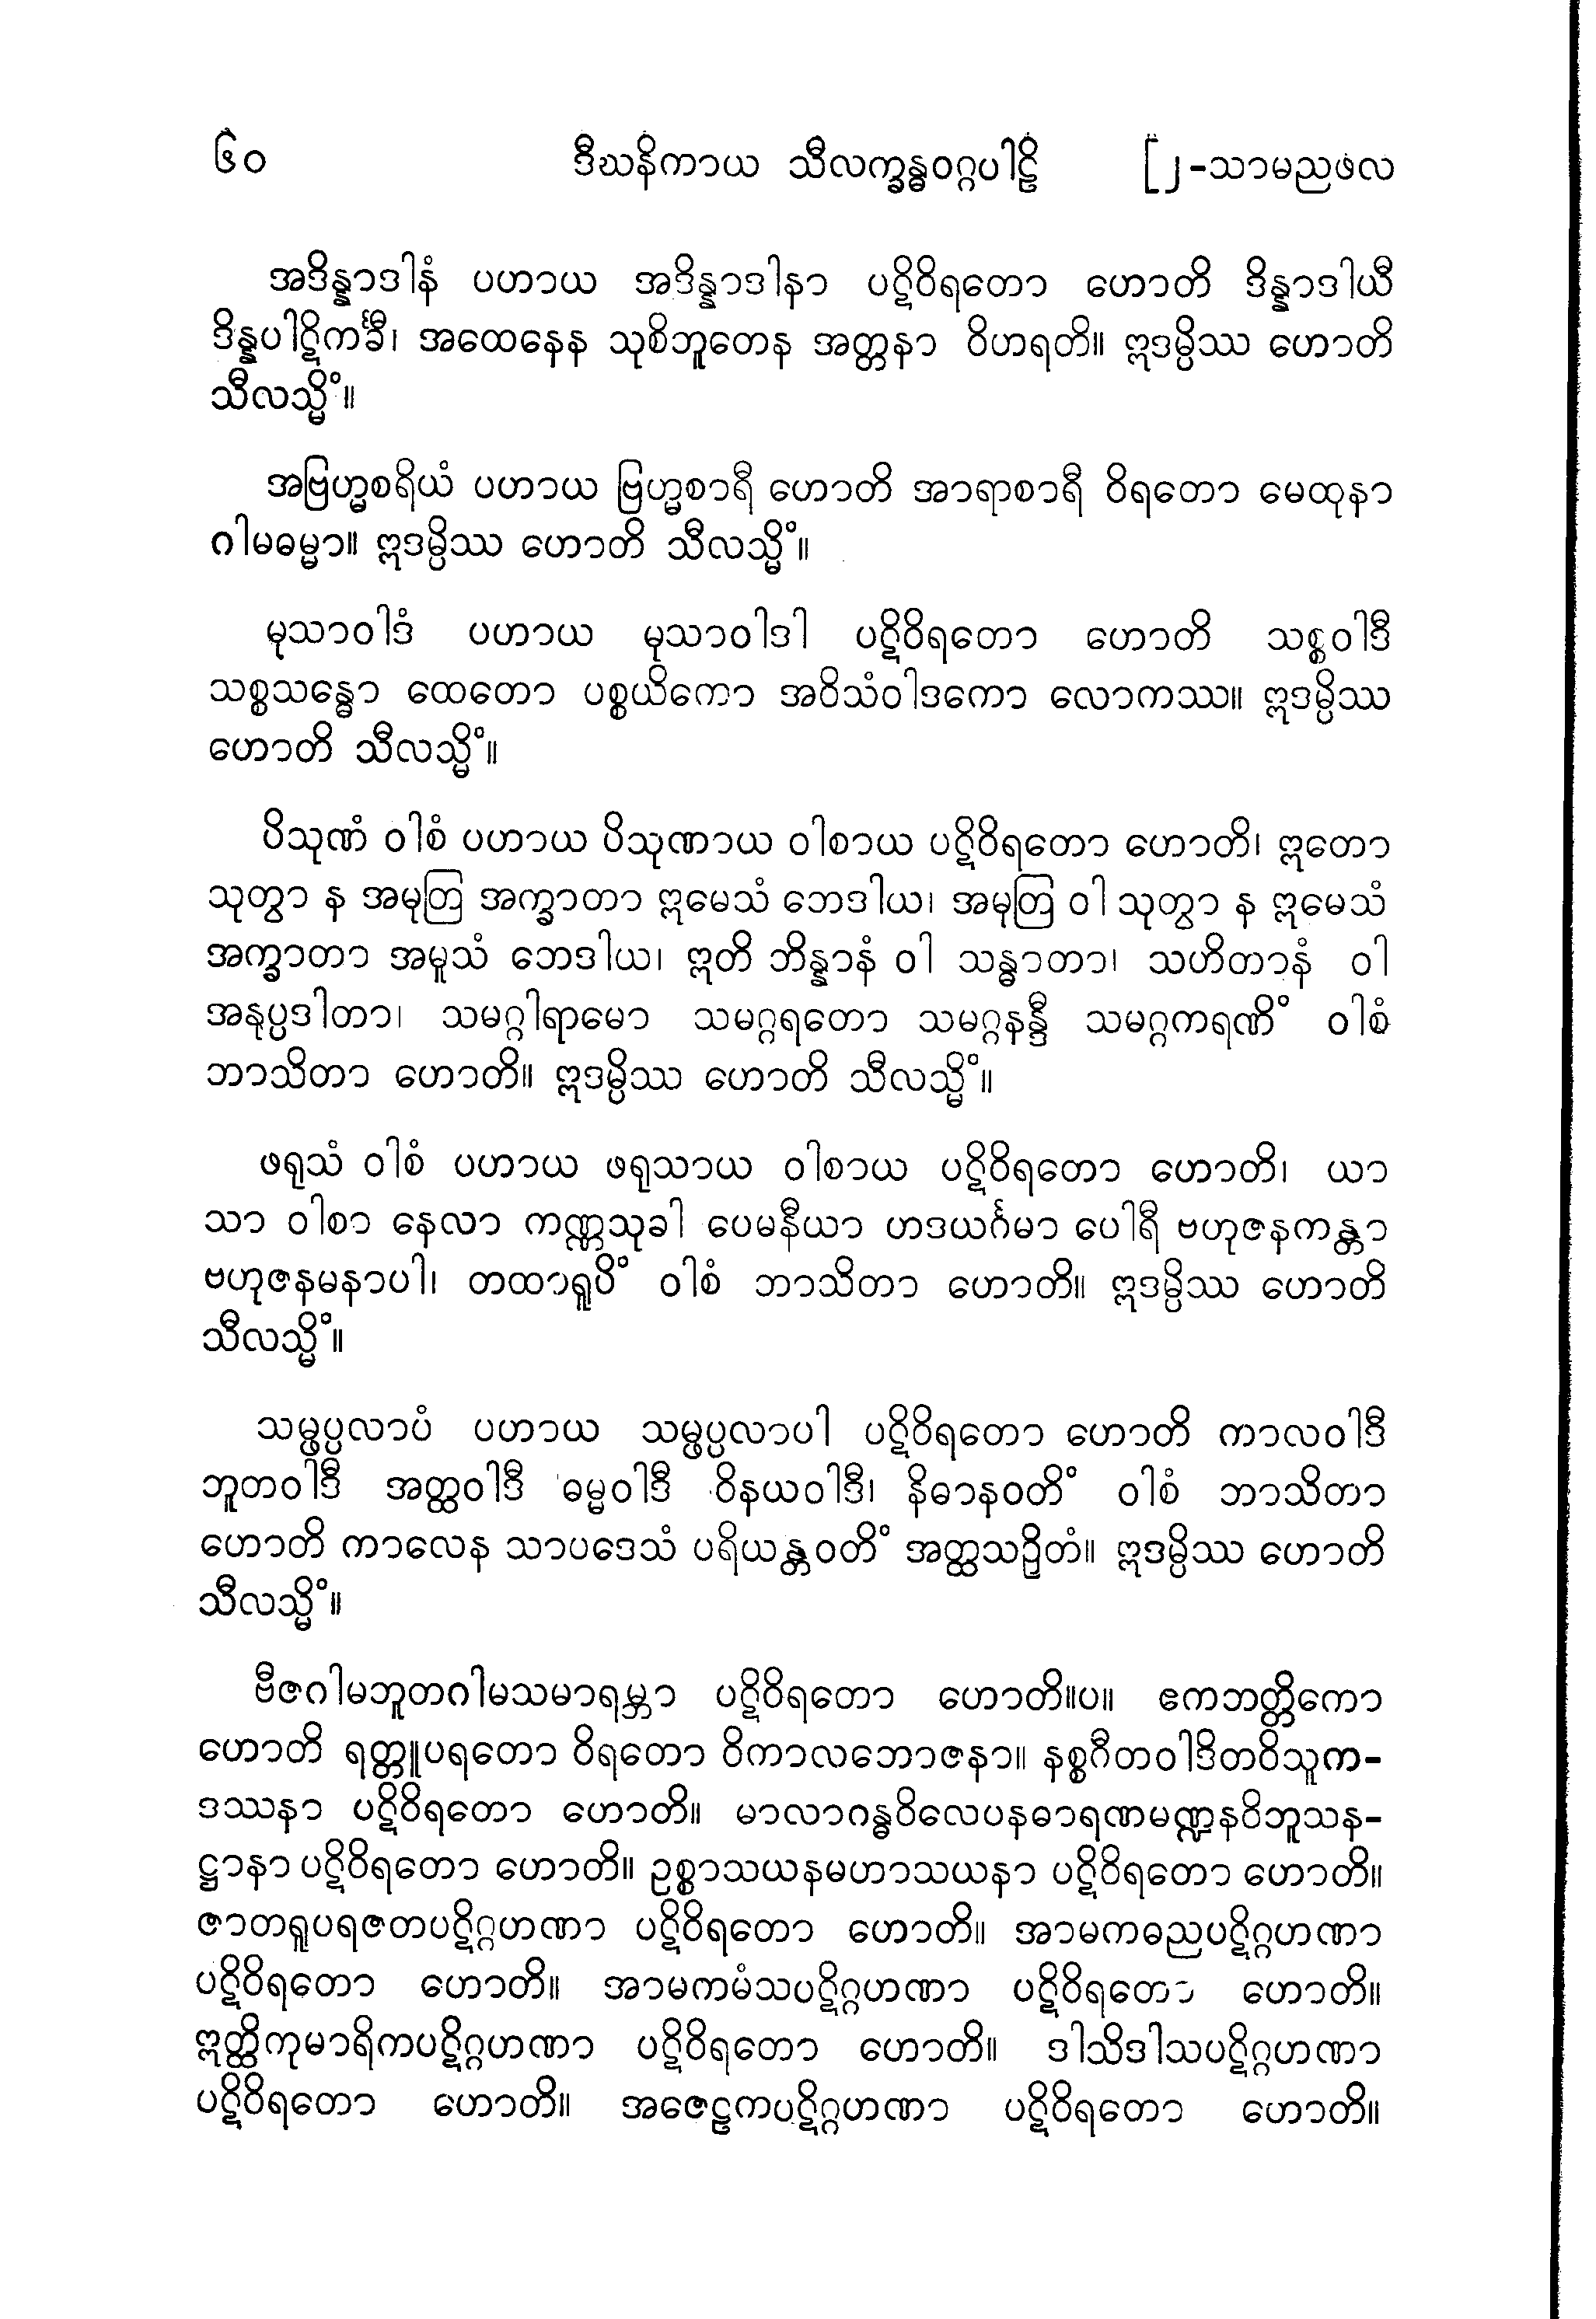 ၆၀ ဒီဃနိကာယ သီလက္ခန္ဓဝဂ္ဂပါဠိ [၂-သာမညဖလ
အဒိန္နာဒါနံ ပဟာယ အဒိန္နာဒါနာ ပဋိဝိရတော ဟောတိ ဒိန္နာဒါယီ
ဒိန္နပါဋိကင်္ခီ၊ အထေနေန သုစိဘူတေန အတ္တနာ ဝိဟရတိ။ ဣဒမ္ပိဿ ဟောတိ
သီလသ္မိံ။
အဗြဟ္မစရိယံ ပဟာယ ဗြဟ္မစာရီ ဟောတိ အာရာစာရီ ဝိရတော မေထုနာ
ဂါမဓမ္မာ။ ဣဒမ္ပိဿ ဟောတိ သီလသ္မိံ။
မုသာဝါဒံ ပဟာယ မုသာဝါဒါ ပဋိဝိရတော ဟောတိ သစ္စဝါဒီ
သစ္စသန္ဓော ထေတော ပစ္စယိကော အဝိသံဝါဒကော လောကဿ။ ဣဒမ္ပိဿ
ဟောတိ သီလသ္မိံ။
ပိသုဏံ ဝါစံ ပဟာယ ပိသုဏာယ ဝါစာယ ပဋိဝိရတော ဟောတိ၊ ဣတော
သုတွာ န အမုတြ အက္ခာတာ ဣမေသံ ဘေဒါယ၊ အမုတြ ဝါ သုတွာ န ဣမေသံ
အက္ခာတာ အမူသံ ဘေဒါယ၊ ဣတိ ဘိန္နာနံ ဝါ သန္ဓာတာ၊ သဟိတာနံ ဝါ
အနုပ္ပဒါတာ၊ သမဂ္ဂါရာမော သမဂ္ဂရတော သမဂ္ဂနန္ဒီ သမဂ္ဂကရဏိံ ဝါစံ
ဘာသိတာ ဟောတိ။ ဣဒမ္ပိဿ ဟောတိ သီလသ္မိံ။
ဖရုသံ ဝါစံ ပဟာယ ဖရုသာယ ဝါစာယ ပဋိဝိရတော ဟောတိ၊ ယာ
သာ ဝါစာ နေလာ ကဏ္ဏသုခါ ပေမနီယာ ဟဒယင်္ဂမာ ပေါရီ ဗဟုဇနကန္တာ
ဗဟုဇနမနာပါ၊ တထာရူပိံ ဝါစံ ဘာသိတာ ဟောတိ။ ဣဒမ္ပိဿ ဟောတိ
သီလသ္မိံ။
သမ္ဖပ္ပလာပံ ပဟာယ သမ္ဖပ္ပလာပါ ပဋိဝိရတော ဟောတိ ကာလဝါဒီ
ဘူတဝါဒီ အတ္ထဝါဒီ ဓမ္မဝါဒီ ဝိနယဝါဒီ၊ နိဓာနဝတိံ ဝါစံ ဘာသိတာ
ဟောတိ ကာလေန သာပဒေသံ ပရိယန္တဝတိံ အတ္ထသဉှိတံ။ ဣဒမ္ပိဿ ဟောတိ
သီလသ္မိံ။
ဗီဇဂါမဘူတဂါမသမာရမ္ဘာ ပဋိဝိရတော ဟောတိ။ပ။ ဧကဘတ္တိကော
ဟောတိ ရတ္တူပရတော ဝိရတော ဝိကာလဘောဇနာ။ နစ္စဂီတဝါဒိတဝိသူက-
ဒဿနာ ပဋိဝိရတော ဟောတိ။ မာလာဂန္ဓဝိလေပနဓာရဏမဏ္ဍနဝိဘူသန-
ဋ္ဌာနာ ပဋိဝိရတော ဟောတိ။ ဥစ္စာသယနမဟာသယနာ ပဋိဝိရတော ဟောတိ။
ဇာတရူပရဇတပဋိဂ္ဂဟဏာ ပဋိဝိရတော ဟောတိ။ အာမကဓညပဋိဂ္ဂဟဏာ
ပဋိဝိရတော ဟောတိ။ အာမကမံသပဋိဂ္ဂဟဏာ ပဋိဝိရတော ဟောတိ။
ဣတ္ထိကုမာရိကပဋိဂ္ဂဟဏာ ပဋိဝိရတော ဟောတိ။ ဒါသိဒါသပဋိဂ္ဂဟဏာ
ပဋိဝိရတော ဟောတိ။ အဇေဠကပဋိဂ္ဂဟဏာ ပဋိဝိရတော ဟောတိ။